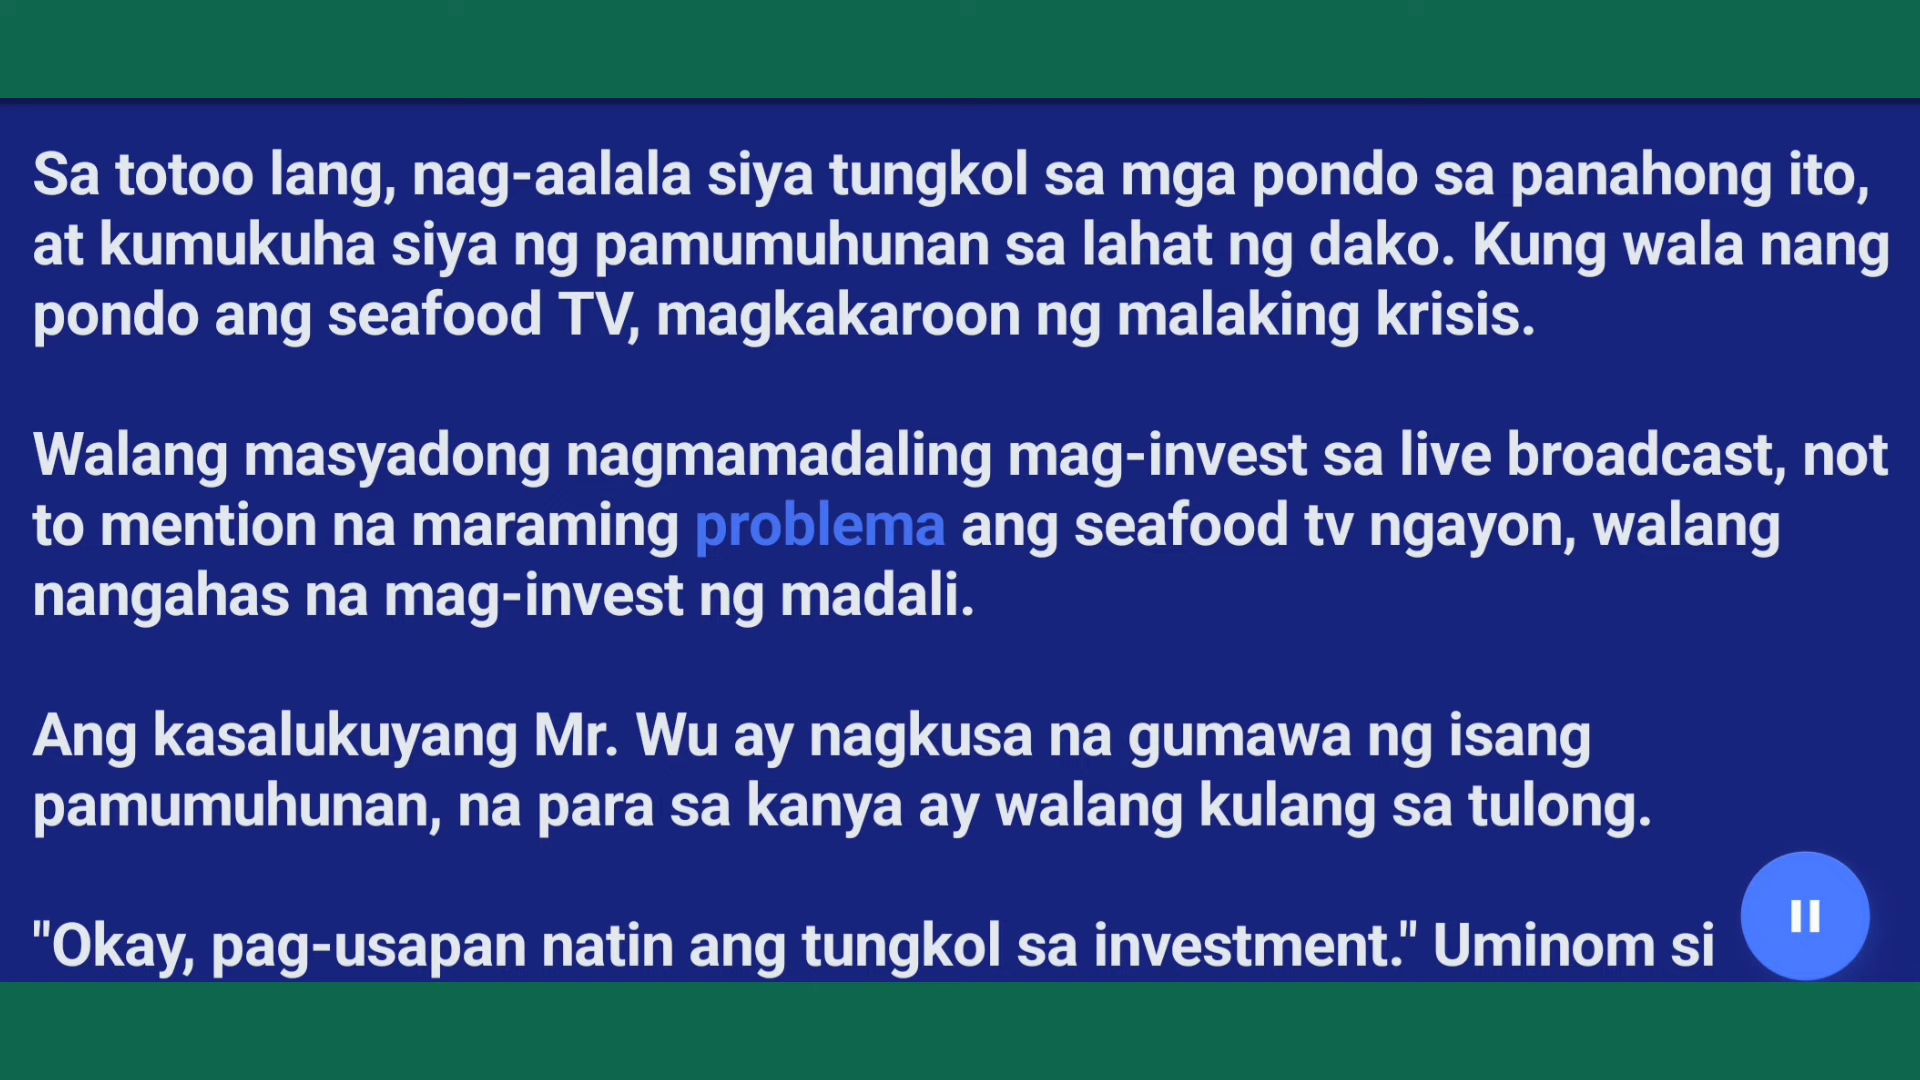 Sa totoo lang, nag-aalala siya tungkol sa mga pondo sa panahong ito,
at kumukuha siya ng pamumuhunan sa lahat ng dako. Kung wala nang
pondo ang seafood TV, magkakaroon ng malaking krisis.
Walang masyadong nagmamadaling mag-invest sa live broadcast, not
to mention na maraming problema ang seafood tv ngayon, walang
nangahas na mag-invest ng madali.
Ang kasalukuyang Mr. Wu ay nagkusa na gumawa ng isang
pamumuhunan, na para sa kanya ay walang kulang sa tulong.
"Okay, pag-usapan natin ang tungkol sa investment." Uminom si